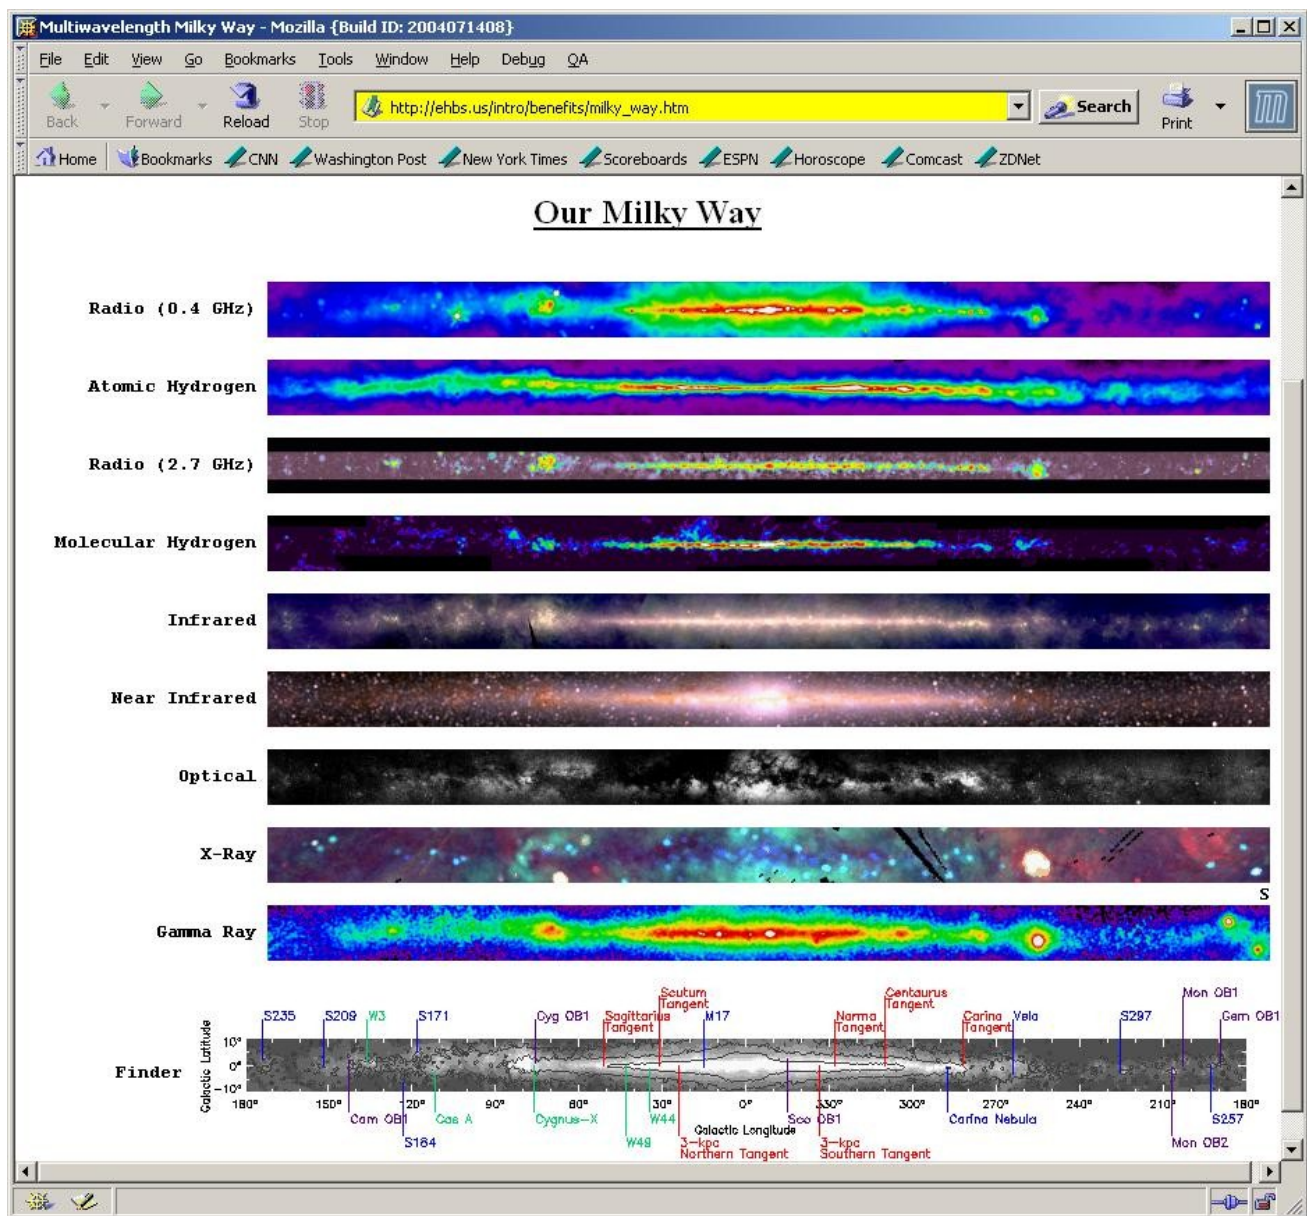 Multiwavelength Milky Way - Mozilla {Build ID: 2004071408}
File Edit View Go Bookmarks Tools Window Help Debug QA
Back Forward Reload Stop http://ehbs.us/intro/benefits/milky_way.htm Search Print
Home Bookmarks CNN Washington Post New York Times Scoreboards ESPN Horoscope Comcast ZDNet
Our Milky Way
Radio (0.4 GHz)
Atomic Hydrogen
Radio (2.7 GHz)
Molecular Hydrogen
Infrared
Near Infrared
Optical
X-Ray
S
Gamma Ray
Scutum Tangent
Centaurus Tangent
Mon OB1
S235 S209 W3 S171 Cyg OB1 Sagittarius Tangent M17 Norma Tangent Carina Tangent Vela S297 Gem OB1
Finder
Galactic Latitude
10°
0°
-10°
180° 150° 120° 90° 60° 30° 0° 330° 300° 270° 240° 210° 180°
Cam OB1 Cas A Cygnus-X W49 W44 Sco OB1 Carina Nebula S257
Galactic Longitude
S184 3-kpc Northern Tangent 3-kpc Southern Tangent Mon OB2